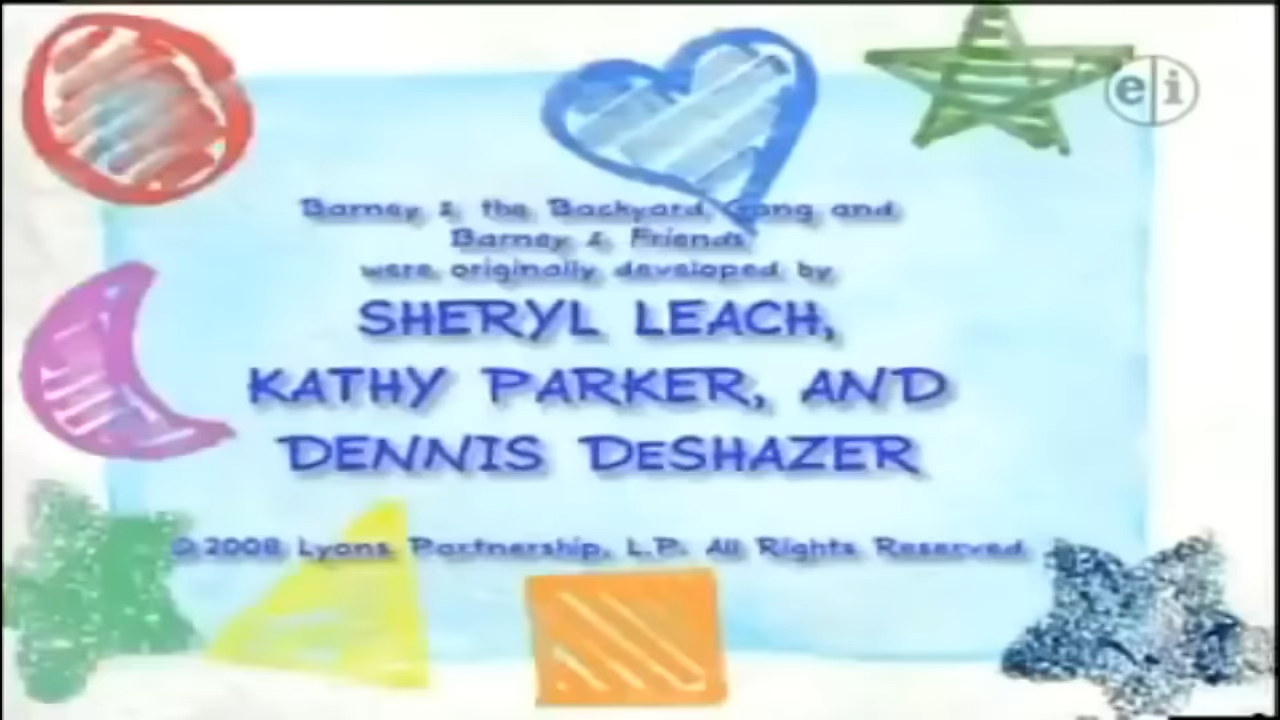 e i
Barney & the Backyard Gang and
Barney & Friends
were originally developed by
SHERYL LEACH,
KATHY PARKER, AND
DENNIS DeSHAZER
© 2008 Lyons Partnership, L.P. All Rights Reserved